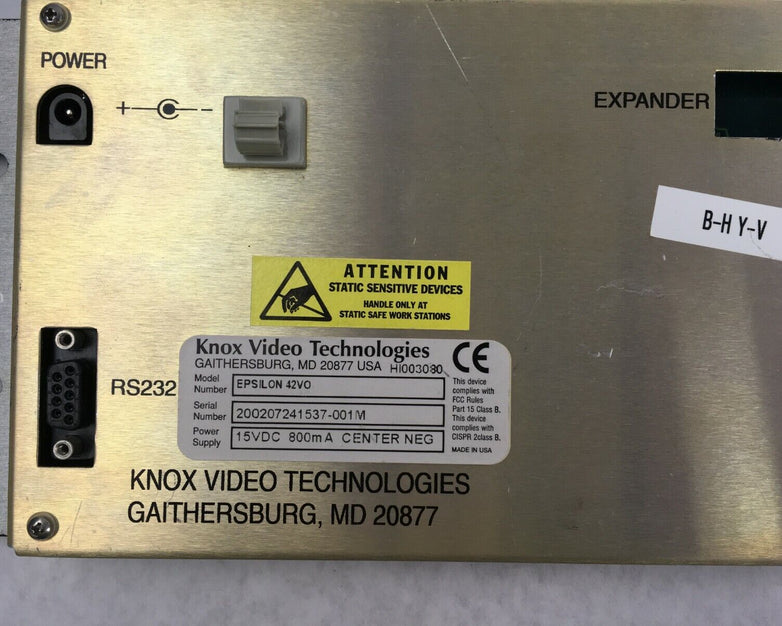 POWER
+ -
EXPANDER
B-H Y-V
ATTENTION
STATIC SENSITIVE DEVICES
HANDLE ONLY AT
STATIC SAFE WORK STATIONS
Knox Video Technologies
GAITHERSBURG, MD 20877 USA HI003080
CE
Model
Number
EPSILON 42VO
Serial
Number
200207241537-001M
Power
Supply
15VDC 800mA CENTER NEG
This device
complies with
FCC Rules
Part 15 Class B.
This device
complies with
CISPR 2class B.
MADE IN USA
RS232
KNOX VIDEO TECHNOLOGIES
GAITHERSBURG, MD 20877